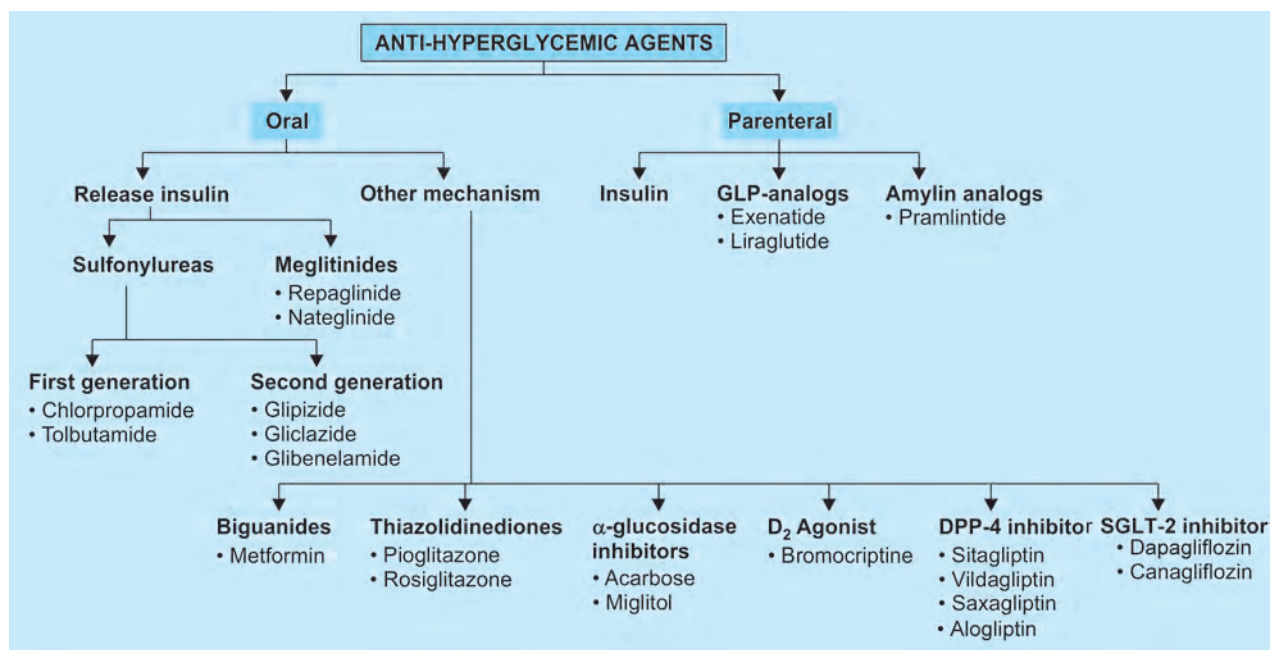 ANTI-HYPERGLYCEMIC AGENTS
Oral
Parenteral
Release insulin
Other mechanism
Insulin
GLP-analogs
• Exenatide
• Liraglutide
Amylin analogs
• Pramlintide
Sulfonylureas
Meglitinides
• Repaglinide
• Nateglinide
First generation
• Chlorpropamide
• Tolbutamide
Second generation
• Glipizide
• Gliclazide
• Glibenelamide
Biguanides
• Metformin
Thiazolidinediones
• Pioglitazone
• Rosiglitazone
α-glucosidase
inhibitors
• Acarbose
• Miglitol
D₂ Agonist
• Bromocriptine
DPP-4 inhibitor
• Sitagliptin
• Vildagliptin
• Saxagliptin
• Alogliptin
SGLT-2 inhibitor
• Dapagliflozin
• Canagliflozin